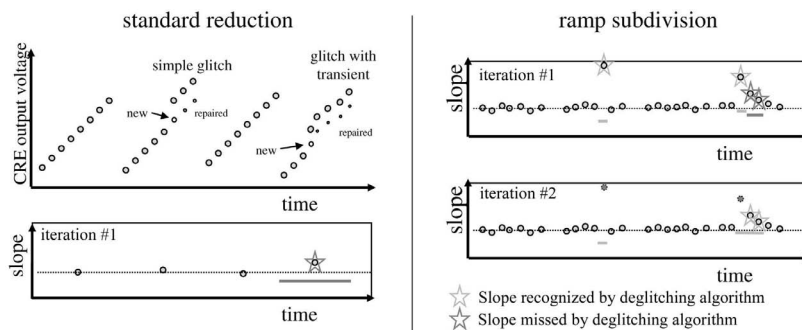 standard reduction
CRE output voltage
simple glitch
glitch with
transient
new
repaired
new
repaired
time
slope
iteration #1
time
ramp subdivision
slope
iteration #1
time
slope
iteration #2
time
Slope recognized by deglitching algorithm
Slope missed by deglitching algorithm